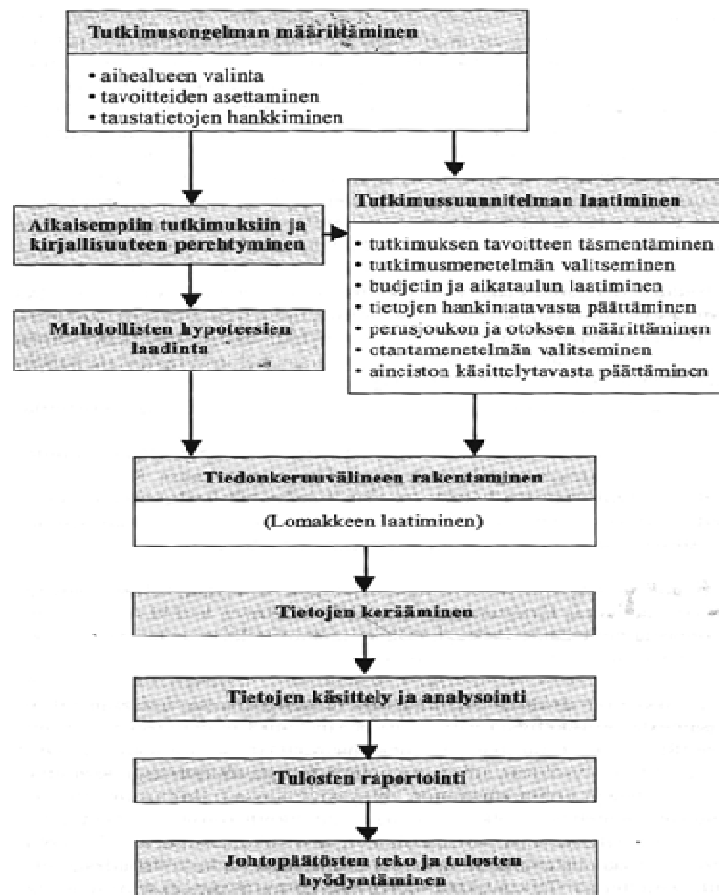 Tutkimusongelman määrittäminen
• aihealueen valinta
• tavoitteiden asettaminen
• taustatietojen hankkiminen
Aikaisempiin tutkimuksiin ja
kirjallisuuteen perehtyminen
Mahdollisten hypoteesien
laadinta
Tutkimussuunnitelman laatiminen
• tutkimuksen tavoitteen täsmentäminen
• tutkimusmenetelmän valitseminen
• budjetin ja aikataulun laatiminen
• tietojen hankintatavasta päättäminen
• perusjoukon ja otoksen määrittäminen
• otantamenetelmän valitseminen
• aineiston käsittelytavasta päättäminen
Tiedonkeruuvälineen rakentaminen
(Lomakkeen laatiminen)
Tietojen kerääminen
Tietojen käsittely ja analysointi
Tulosten raportointi
Johtopäätösten teko ja tulosten
hyödyntäminen